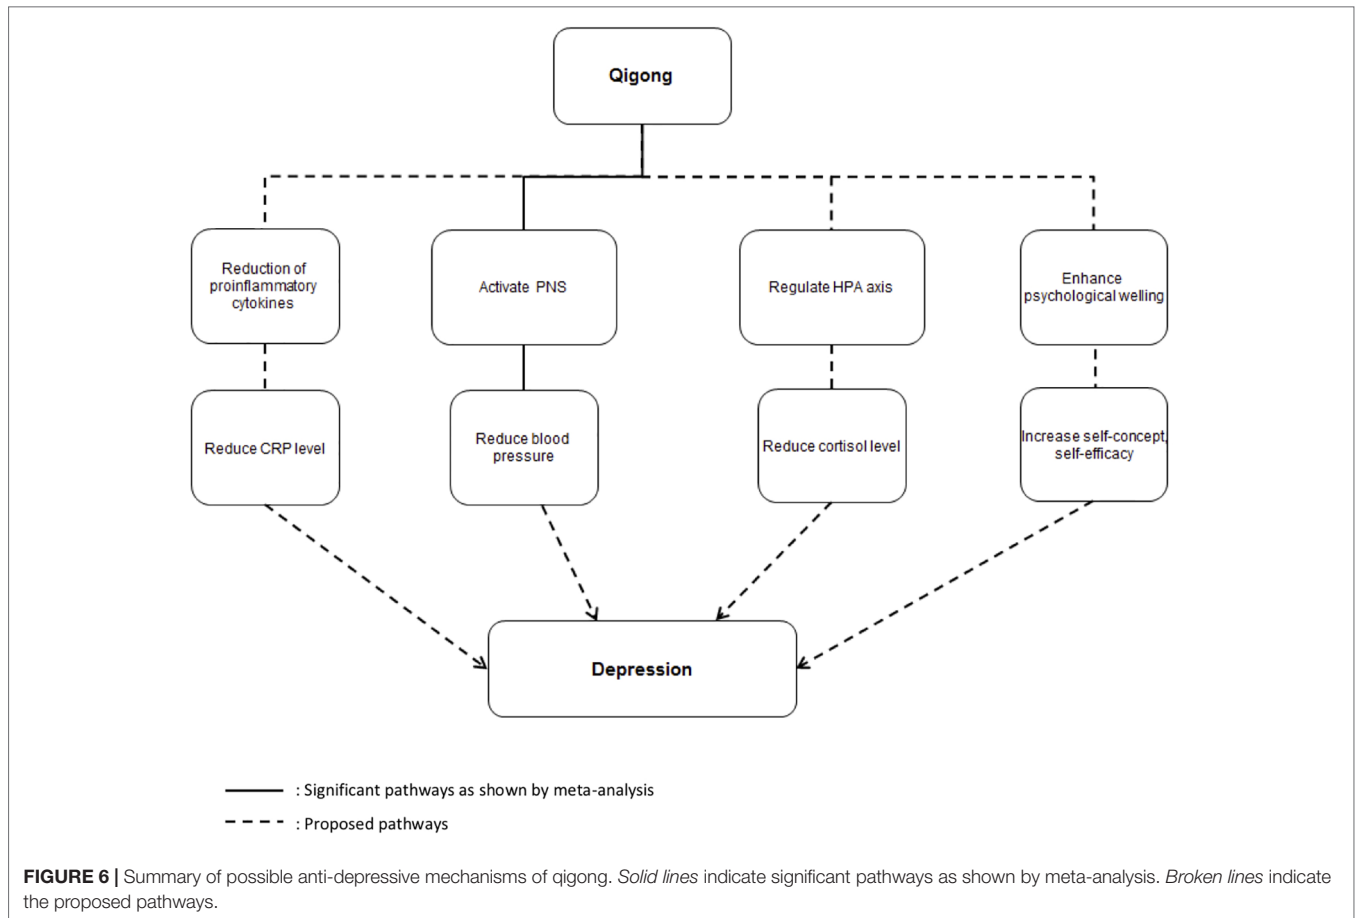 Qigong
Reduction of
proinflammatory
cytokines
Activate PNS
Regulate HPA axis
Enhance
psychological welling
Reduce CRP level
Reduce blood
pressure
Reduce cortisol level
Increase self-concept,
self-efficacy
Depression
: Significant pathways as shown by meta-analysis
: Proposed pathways
FIGURE 6 | Summary of possible anti-depressive mechanisms of qigong. Solid lines indicate significant pathways as shown by meta-analysis. Broken lines indicate
the proposed pathways.